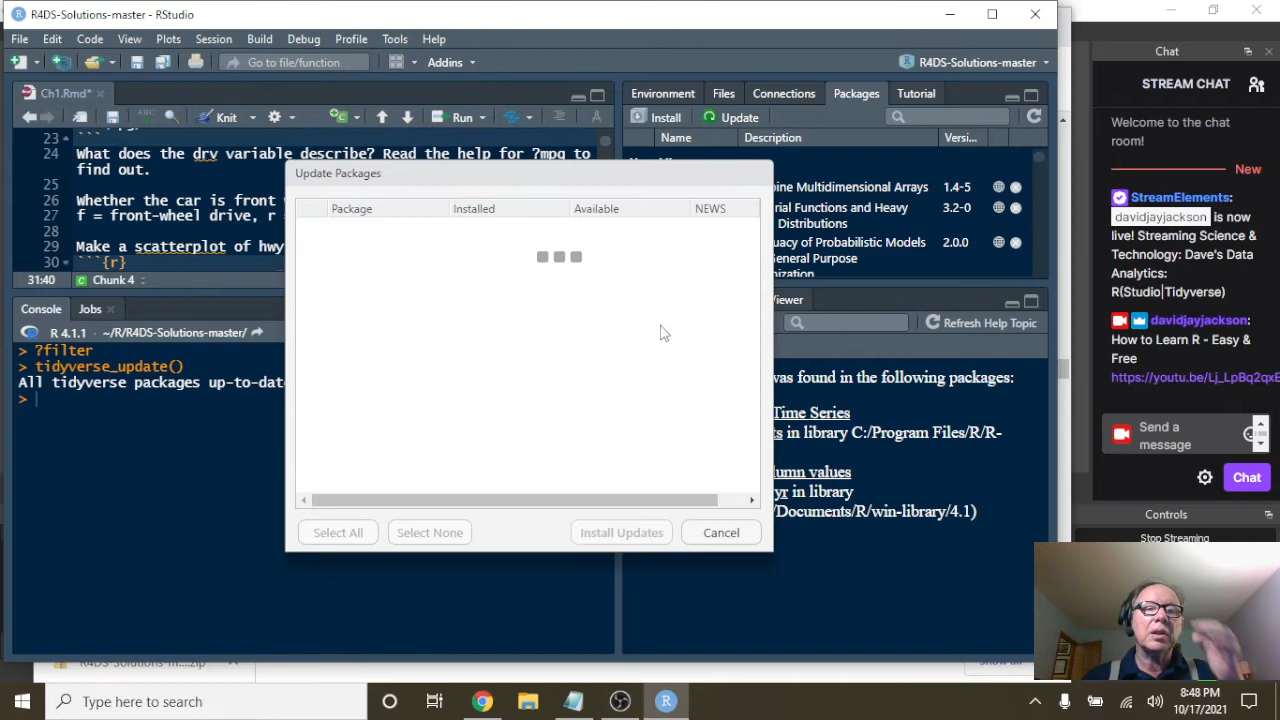 R4DS-Solutions-master - RStudio
File Edit Code View Plots Session Build Debug Profile Tools Help
Go to file/function Addins R4DS-Solutions-master
Ch1.Rmd*
Knit Run
23
24 What does the drv variable describe? Read the help for ?mpg to
find out.
25
26 Whether the car is front
27 f = front-wheel drive, r
28
29 Make a scatterplot of hwy
30 ```{r}
31:40 Chunk 4
Console Jobs
R 4.1.1 · ~/R/R4DS-Solutions-master/
> ?filter
> tidyverse_update()
All tidyverse packages up-to-date
>
Update Packages
Package Installed Available NEWS
Select All Select None Install Updates Cancel
Environment Files Connections Packages Tutorial
Install Update
Name Description Versi...
Multidimensional Arrays 1.4-5
Functions and Heavy 3.2-0
Distributions
of Probabilistic Models 2.0.0
General Purpose
Refresh Help Topic
was found in the following packages:
Time Series
in library C:/Program Files/R/R-
values
in library
/Documents/R/win-library/4.1)
Chat
STREAM CHAT
Welcome to the chat
room!
New
StreamElements:
davidjayjackson is now
live! Streaming Science &
Technology: Dave's Data
Analytics:
R(Studio|Tidyverse)
davidjayjackson:
How to Learn R - Easy &
Free
https://youtu.be/Lj_LpBq2qxE
Send a
message
Chat
Controls
Stop Streaming
R4DS-Solutions-m....zip
Show all
Type here to search
8:48 PM
10/17/2021